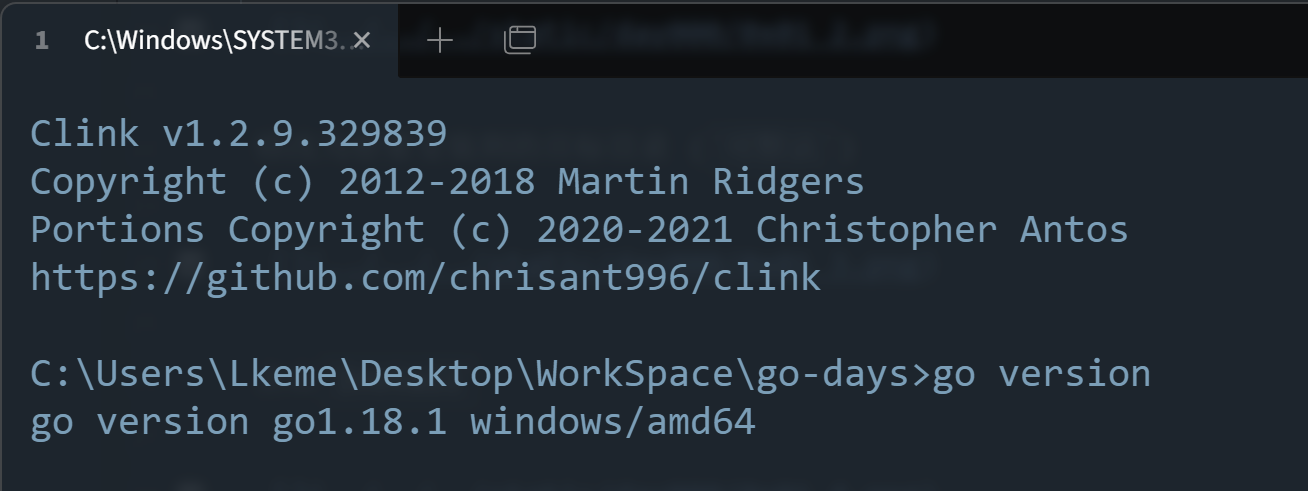 1 C:\Windows\SYSTEM3...
Clink v1.2.9.329839
Copyright (c) 2012-2018 Martin Ridgers
Portions Copyright (c) 2020-2021 Christopher Antos
https://github.com/chrisant996/clink
C:\Users\Lkeme\Desktop\WorkSpace\go-days>go version
go version go1.18.1 windows/amd64